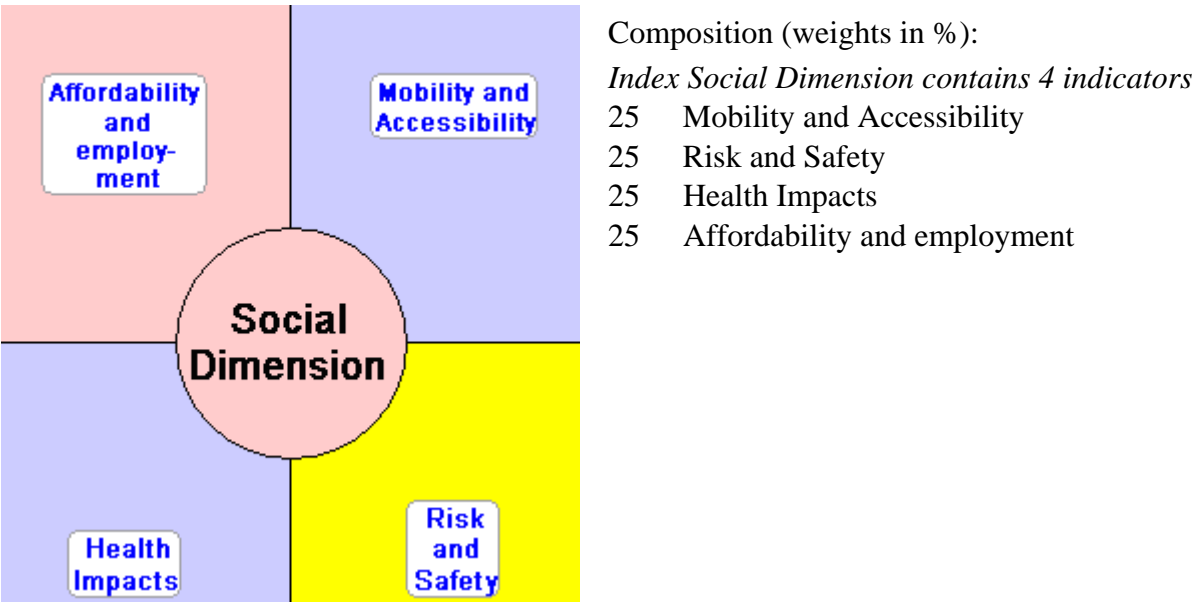 Affordability
and
employ-
ment
Mobility and
Accessibility
Social
Dimension
Health
Impacts
Risk
and
Safety
Composition (weights in %):
Index Social Dimension contains 4 indicators
25 Mobility and Accessibility
25 Risk and Safety
25 Health Impacts
25 Affordability and employment